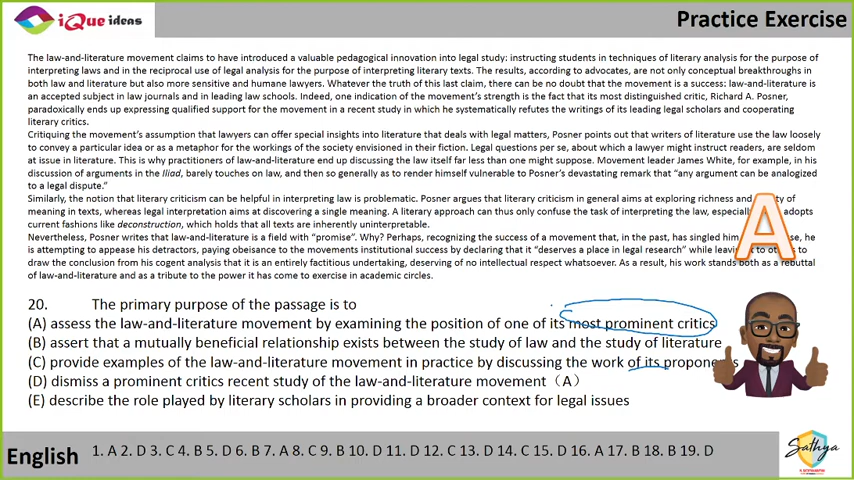 iQue ideas
Practice Exercise
The law-and-literature movement claims to have introduced a valuable pedagogical innovation into legal study: instructing students in techniques of literary analysis for the purpose of
interpreting laws and in the reciprocal use of legal analysis for the purpose of interpreting literary texts. The results, according to advocates, are not only conceptual breakthroughs in
both law and literature but also more sensitive and humane lawyers. Whatever the truth of this last claim, there can be no doubt that the movement is a success: law-and-literature is
an accepted subject in law journals and in leading law schools. Indeed, one indication of the movement's strength is the fact that its most distinguished critic, Richard A. Posner,
paradoxically ends up expressing qualified support for the movement in a recent study in which he systematically refutes the writings of its leading legal scholars and cooperating
literary critics.
Critiquing the movement's assumption that lawyers can offer special insights into literature that deals with legal matters, Posner points out that writers of literature use the law loosely
to convey a particular idea or as a metaphor for the workings of the society envisioned in their fiction. Legal questions per se, about which a lawyer might instruct readers, are seldom
at issue in literature. This is why practitioners of law-and-literature end up discussing the law itself far less than one might suppose. Movement leader James White, for example, in his
discussion of arguments in the Iliad, barely touches on law, and then so generally as to render himself vulnerable to Posner's devastating remark that "any argument can be analogized
to a legal dispute."
Similarly, the notion that literary criticism can be helpful in interpreting law is problematic. Posner argues that literary criticism in general aims at exploring richness and of
meaning in texts, whereas legal interpretation aims at discovering a single meaning. A literary approach can thus only confuse the task of interpreting the law, adopts
current fashions like deconstruction, which holds that all texts are inherently uninterpretable.
Nevertheless, Posner writes that law-and-literature is a field with "promise". Why? Perhaps, recognizing the success of a movement that, in the past, has singled him he
is attempting to appease his detractors, paying obeisance to the movements institutional success by declaring that it "deserves a place in legal research" while to
draw the conclusion from his cogent analysis that it is an entirely factitious undertaking, deserving of no intellectual respect whatsoever. As a result, his work stands both as a rebuttal
of law-and-literature and as a tribute to the power it has come to exercise in academic circles.
A
20. The primary purpose of the passage is to
(A) assess the law-and-literature movement by examining the position of one of its most prominent critics
(B) assert that a mutually beneficial relationship exists between the study of law and the study of literature
(C) provide examples of the law-and-literature movement in practice by discussing the work of its
(D) dismiss a prominent critics recent study of the law-and-literature movement (A)
(E) describe the role played by literary scholars in providing a broader context for legal issues
English
1. A 2. D 3. C 4. B 5. D 6. B 7. A 8. C 9. B 10. D 11. D 12. C 13. D 14. C 15. D 16. A 17. B 18. B 19. D
Sathya